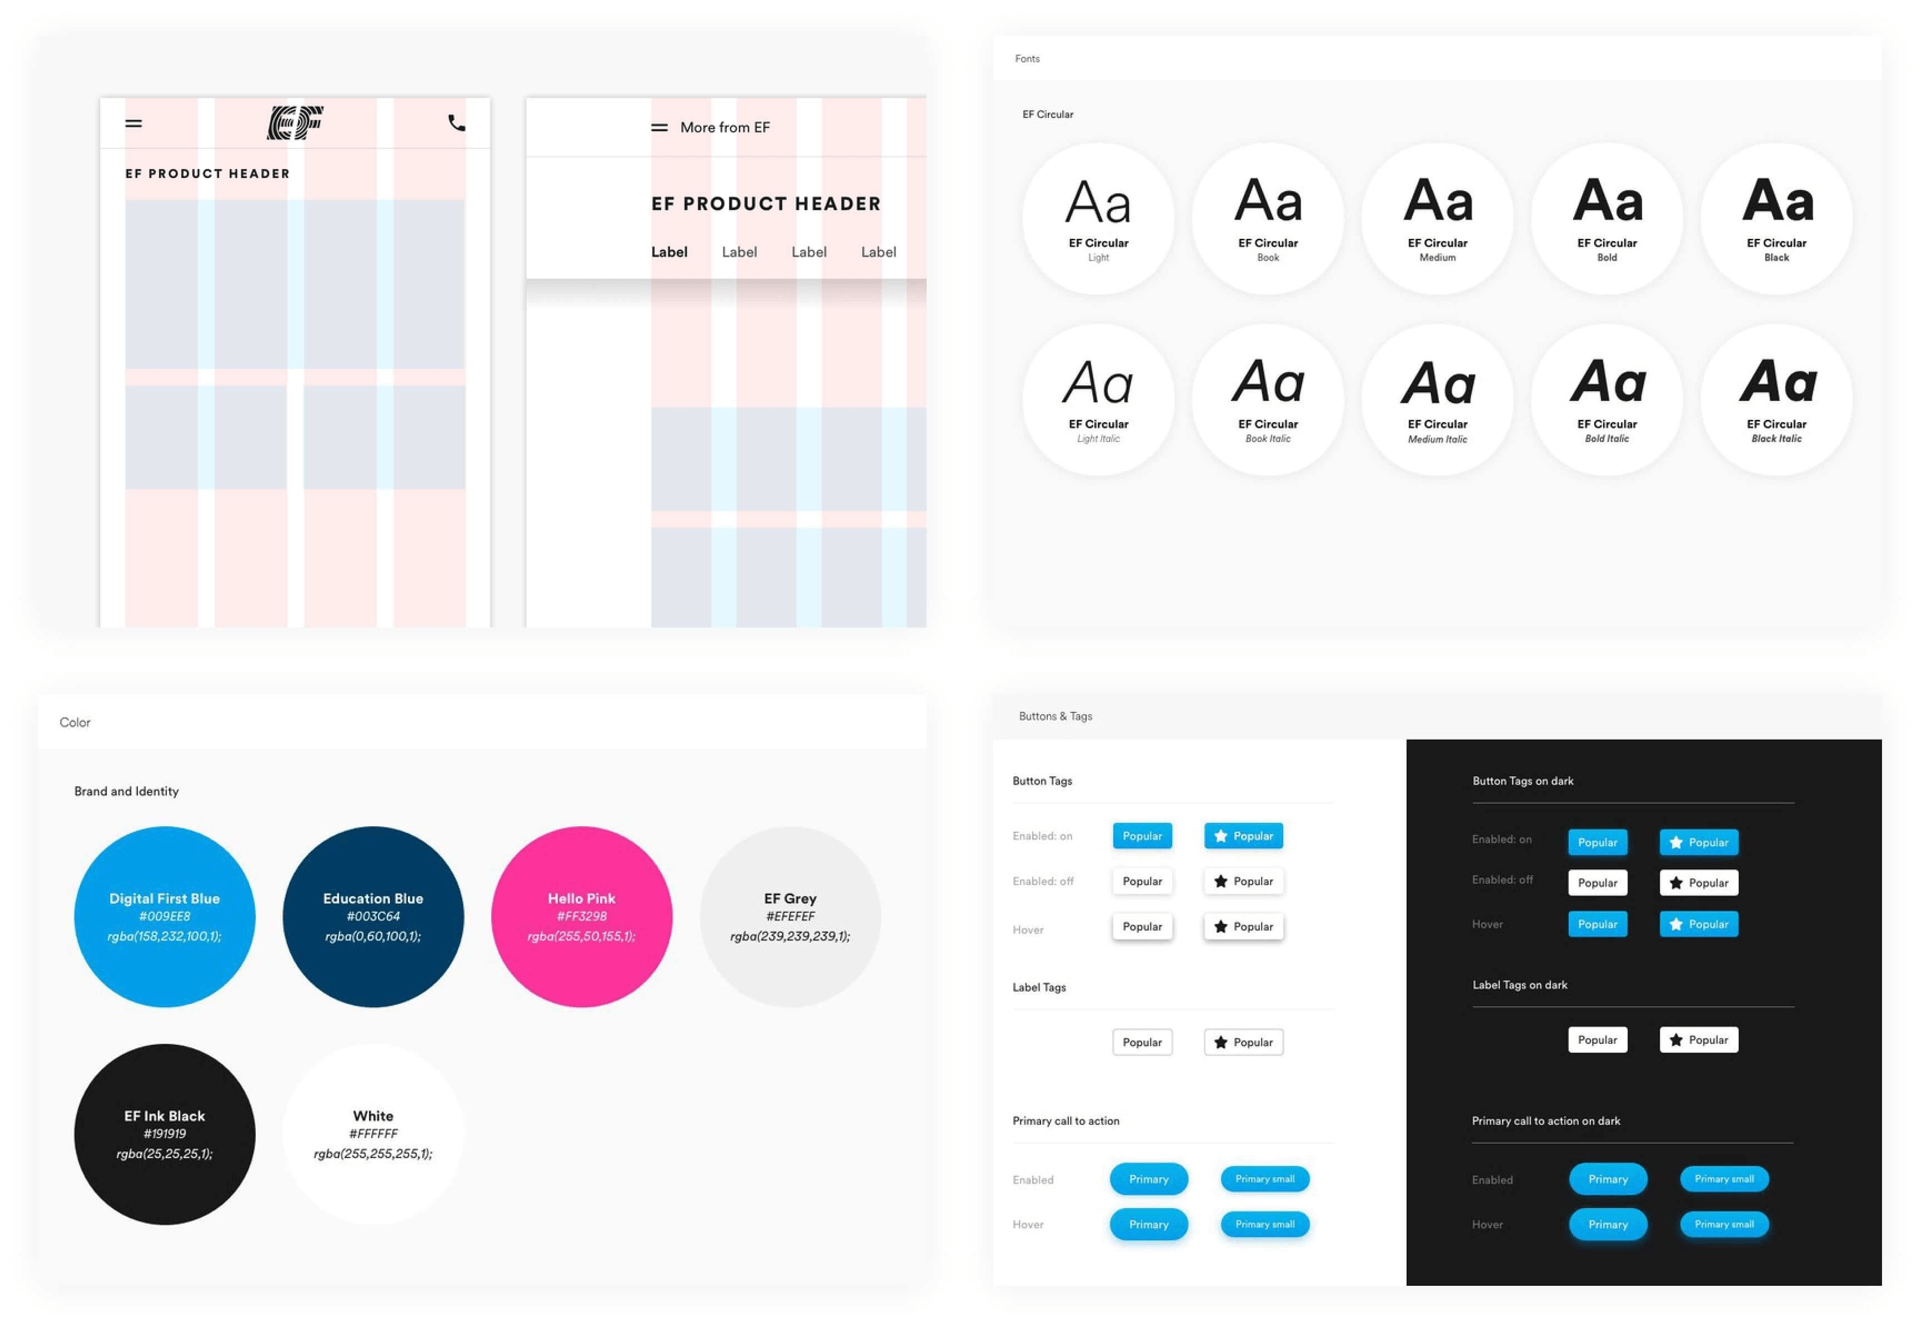 EF
EF PRODUCT HEADER
More from EF
EF PRODUCT HEADER
Label Label Label Label
Fonts
EF Circular
Aa Aa Aa Aa Aa
EF Circular EF Circular EF Circular EF Circular EF Circular
Light Book Medium Bold Black
Aa Aa Aa Aa Aa
EF Circular EF Circular EF Circular EF Circular EF Circular
Light Italic Book Italic Medium Italic Bold Italic Black Italic
Color
Brand and Identity
Digital First Blue
#009EE8
rgba(158,232,100,1);
Education Blue
#003C64
rgba(0,60,100,1);
Hello Pink
#FF329B
rgba(255,50,155,1);
EF Grey
#EFEFEF
rgba(239,239,239,1);
EF Ink Black
#191919
rgba(25,25,25,1);
White
#FFFFFF
rgba(255,255,255,1);
Buttons & Tags
Button Tags
Enabled: on Popular Popular
Enabled: off Popular Popular
Hover Popular Popular
Label Tags
Popular Popular
Primary call to action
Enabled Primary Primary small
Hover Primary Primary small
Button Tags on dark
Enabled: on Popular Popular
Enabled: off Popular Popular
Hover Popular Popular
Label Tags on dark
Popular Popular
Primary call to action on dark
Enabled Primary Primary small
Hover Primary Primary small